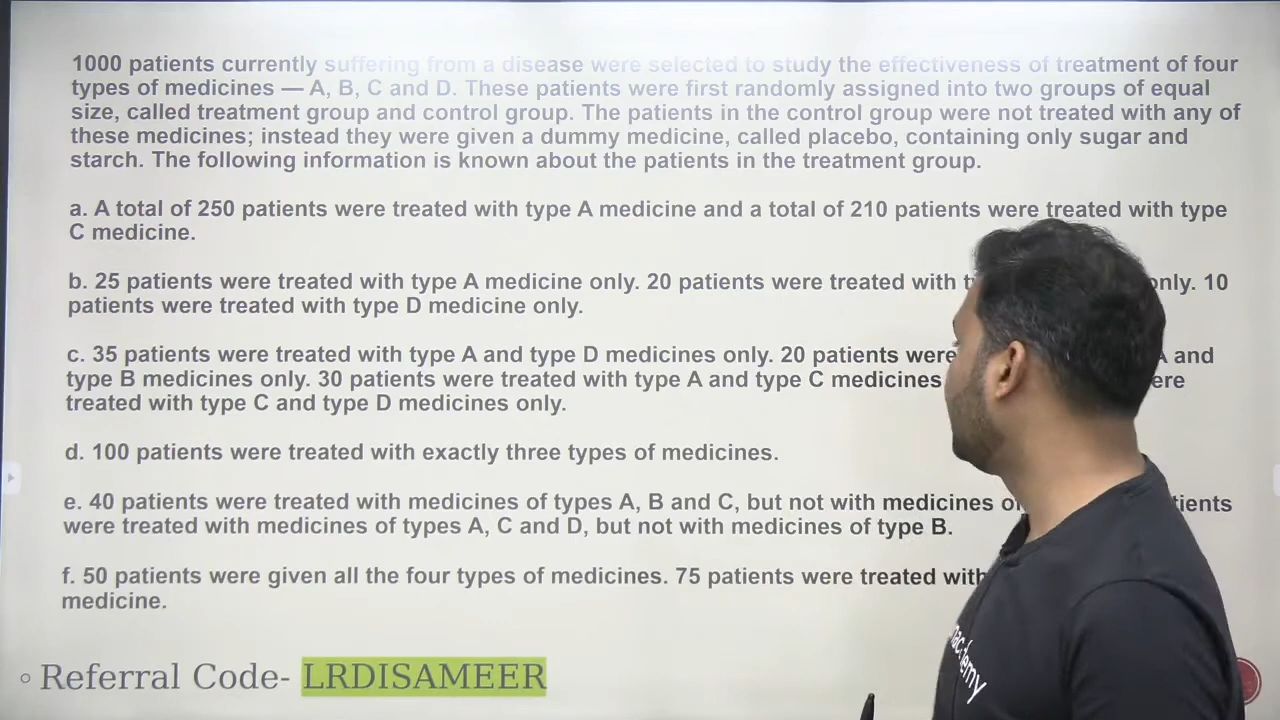 1000 patients currently suffering from a disease were selected to study the effectiveness of treatment of four
types of medicines — A, B, C and D. These patients were first randomly assigned into two groups of equal
size, called treatment group and control group. The patients in the control group were not treated with any of
these medicines; instead they were given a dummy medicine, called placebo, containing only sugar and
starch. The following information is known about the patients in the treatment group.
a. A total of 250 patients were treated with type A medicine and a total of 210 patients were treated with type
C medicine.
b. 25 patients were treated with type A medicine only. 20 patients were treated with only. 10
patients were treated with type D medicine only.
c. 35 patients were treated with type A and type D medicines only. 20 patients were A and
type B medicines only. 30 patients were treated with type A and type C medicines
treated with type C and type D medicines only.
d. 100 patients were treated with exactly three types of medicines.
e. 40 patients were treated with medicines of types A, B and C, but not with medicines
were treated with medicines of types A, C and D, but not with medicines of type B.
f. 50 patients were given all the four types of medicines. 75 patients were treated with
medicine.
Referral Code- LRDISAMEER